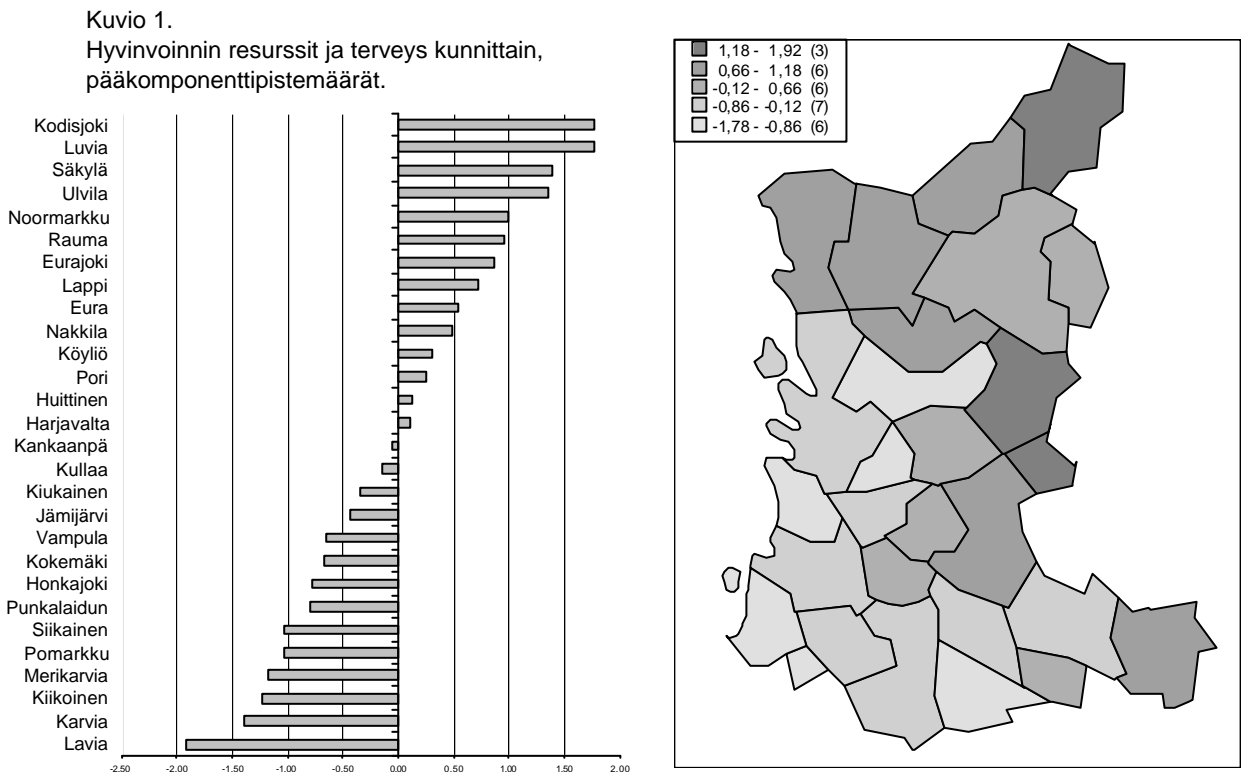 Kuvio 1.
Hyvinvoinnin resurssit ja terveys kunnittain,
pääkomponenttipistemäärät.
Kodisjoki
Luvia
Säkylä
Ulvila
Noormarkku
Rauma
Eurajoki
Lappi
Eura
Nakkila
Köyliö
Pori
Huittinen
Harjavalta
Kankaanpä
Kullaa
Kiukainen
Jämijärvi
Vampula
Kokemäki
Honkajoki
Punkalaidun
Siikainen
Pomarkku
Merikarvia
Kiikoinen
Karvia
Lavia
-2.50 -2.00 -1.50 -1.00 -0.50 0.00 0.50 1.00 1.50 2.00
1,18 - 1,92 (3)
0,66 - 1,18 (6)
-0,12 - 0,66 (6)
-0,86 - -0,12 (7)
-1,78 - -0,86 (6)